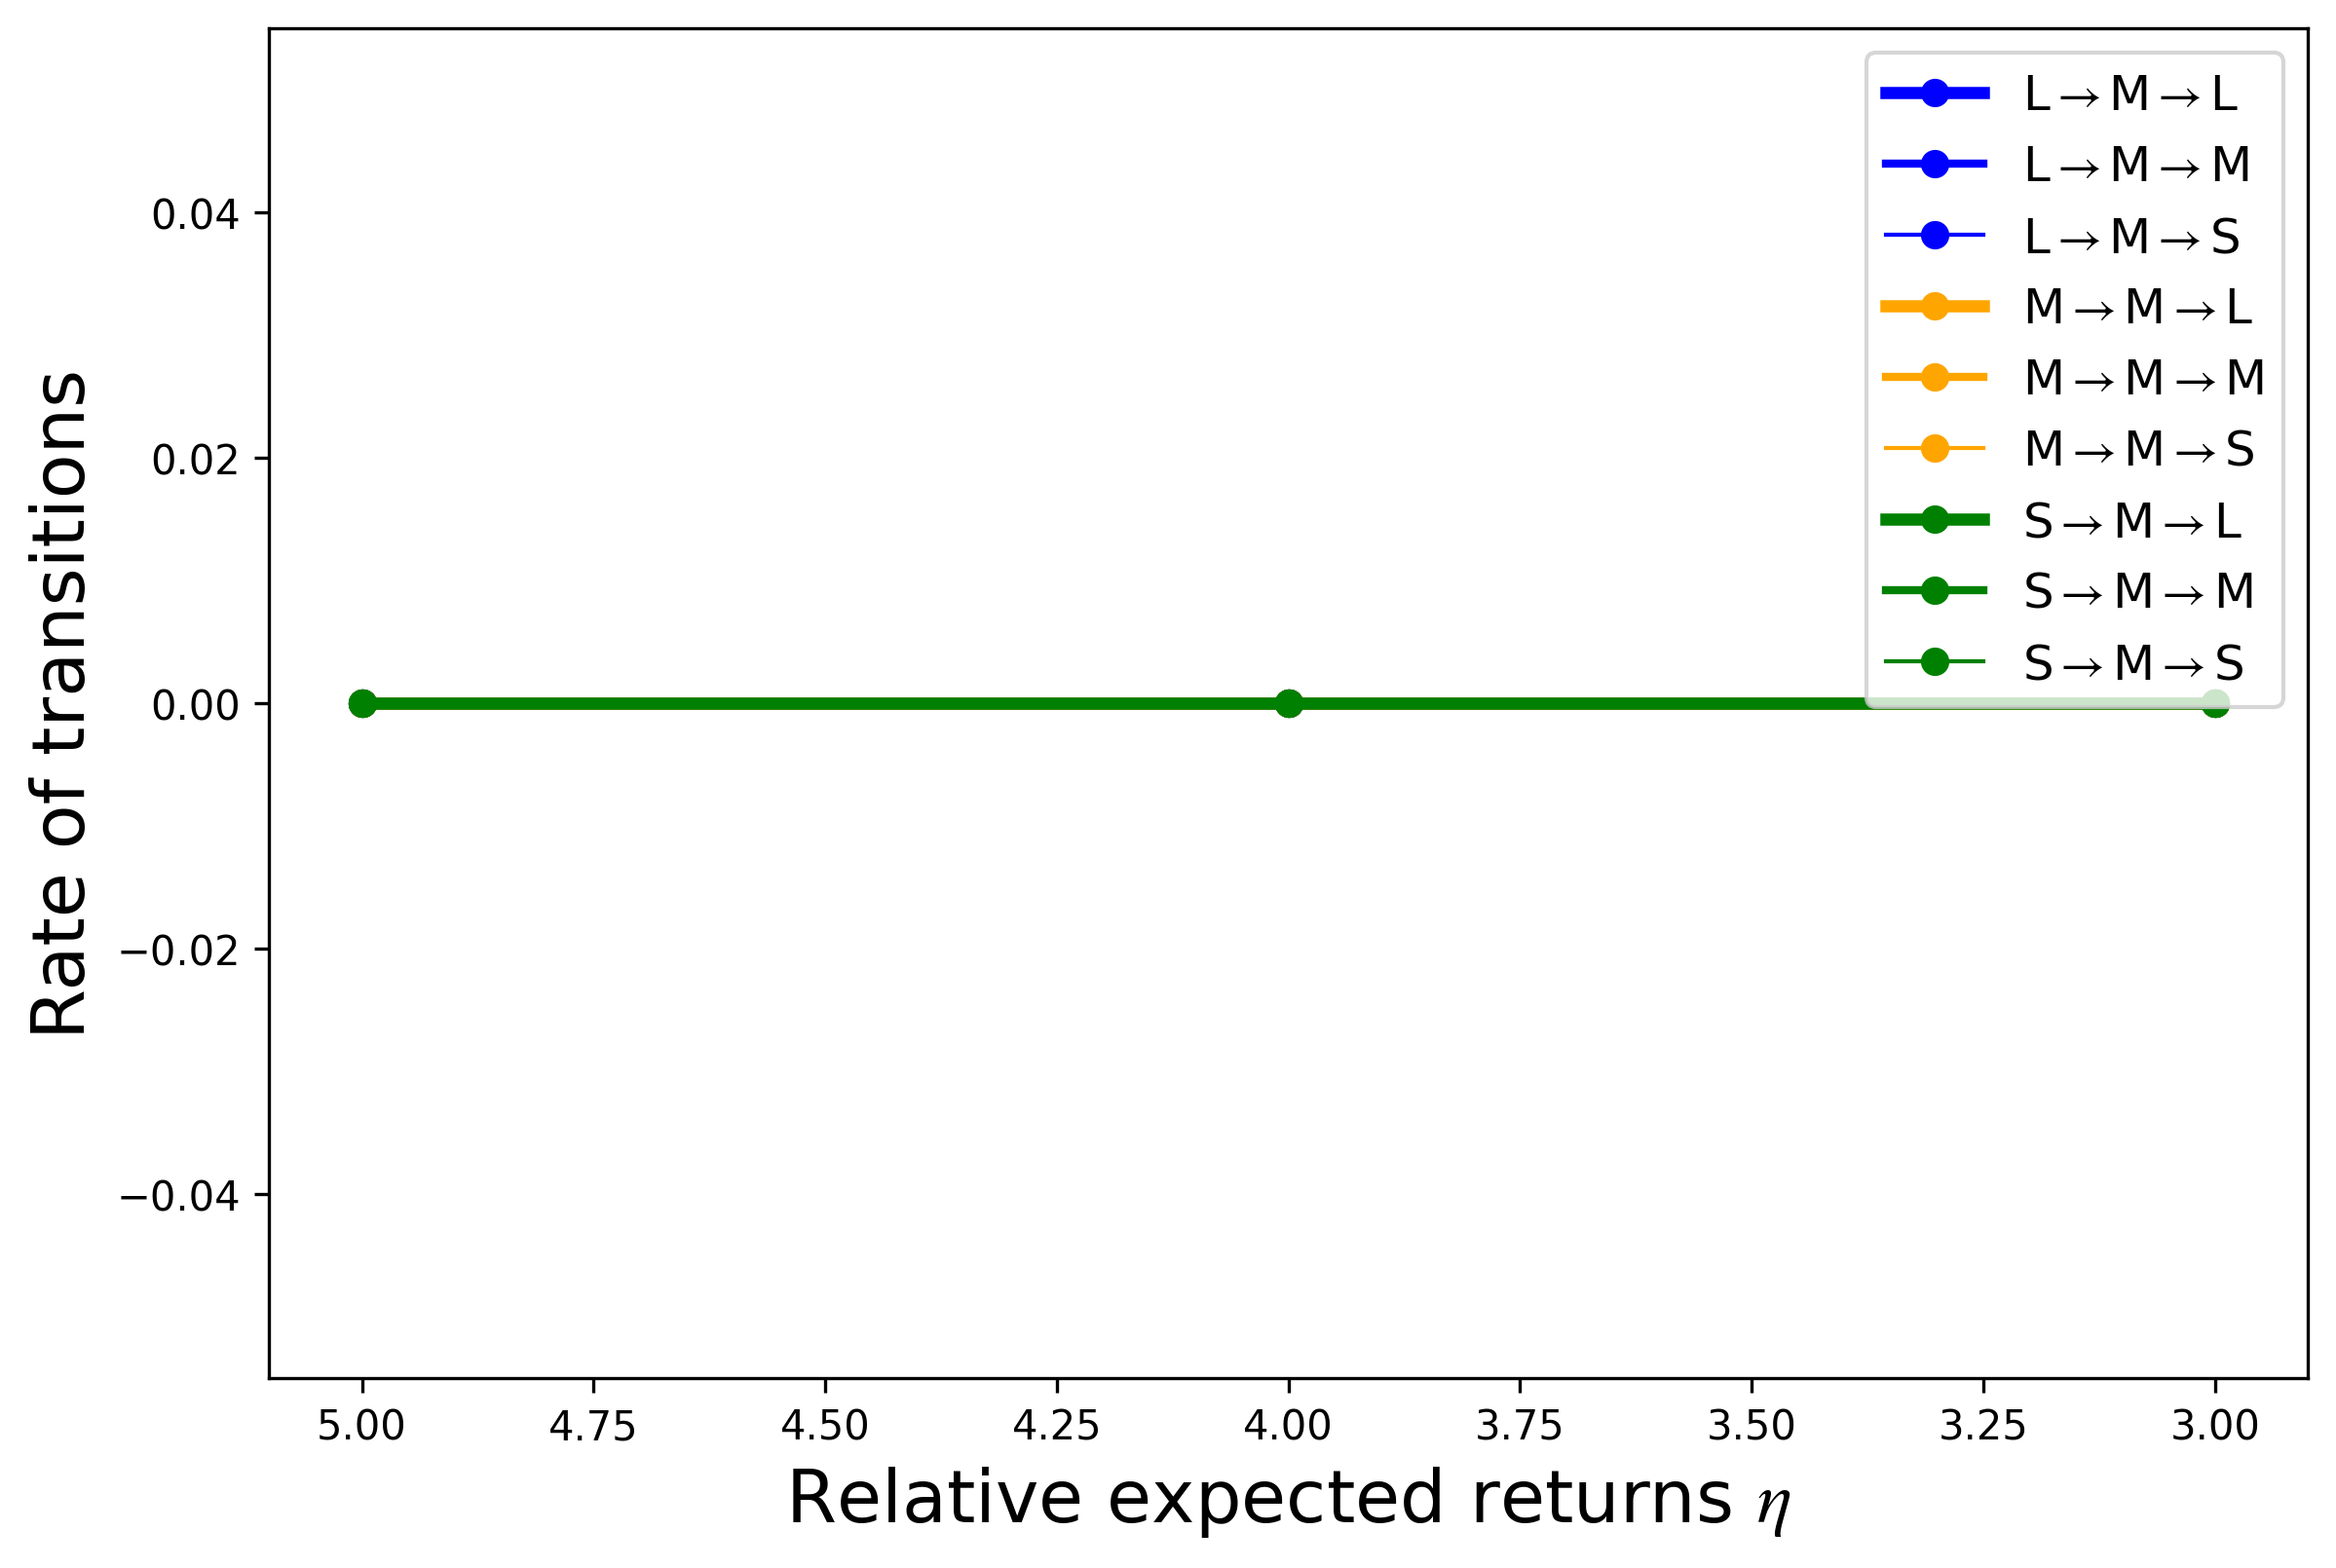 L→M→L
L→M→M
L→M→S
M→M→L
M→M→M
M→M→S
S→M→L
S→M→M
S→M→S
Rate of transitions
0.04
0.02
0.00
−0.02
−0.04
5.00 4.75 4.50 4.25 4.00 3.75 3.50 3.25 3.00
Relative expected returns η